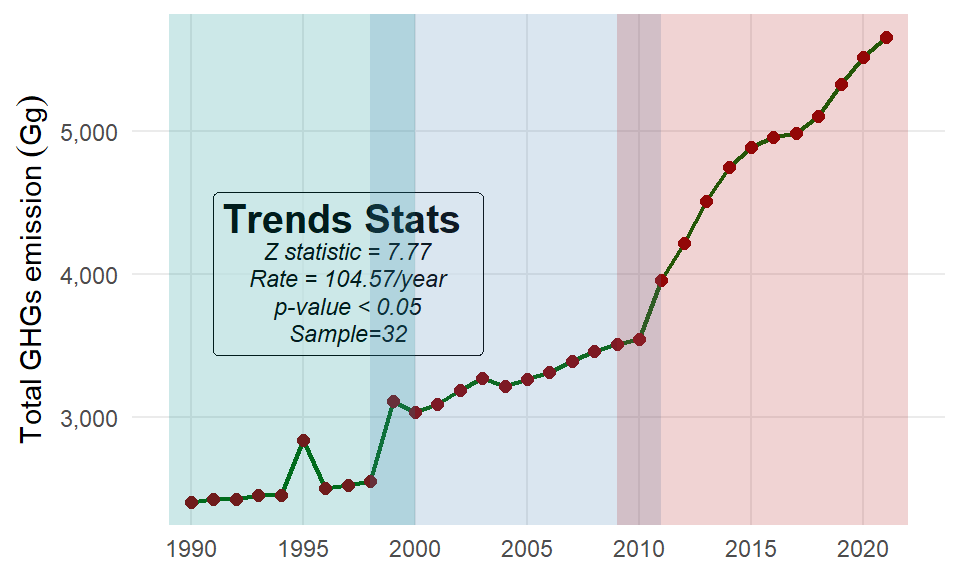 Total GHGs emission (Gg)
5,000
4,000
3,000
Trends Stats
Z statistic = 7.77
Rate = 104.57/year
p-value < 0.05
Sample=32
1990 1995 2000 2005 2010 2015 2020